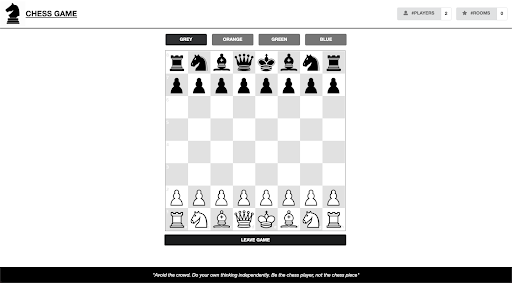 CHESS GAME
#PLAYERS 2
#ROOMS 0
GREY
ORANGE
GREEN
BLUE
LEAVE GAME
"Avoid the crowd. Do your own thinking independently. Be the chess player, not the chess piece"